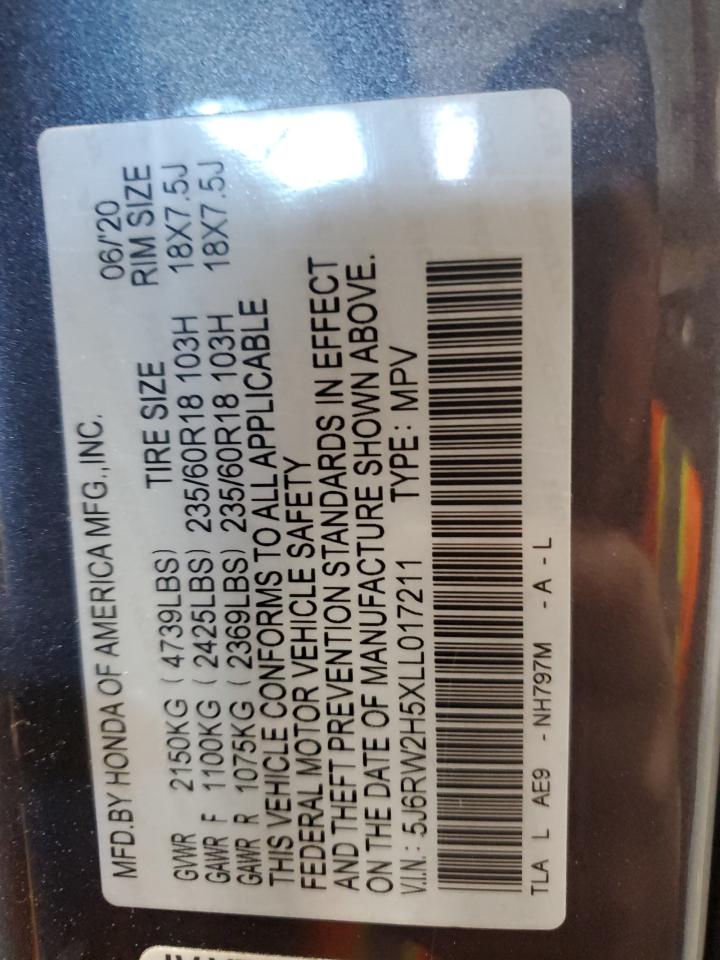 MFD.BY HONDA OF AMERICA MFG.,INC. 06/'20
TIRE SIZE RIM SIZE
GVWR 2150KG ( 4739LBS)
GAWR F 1100KG ( 2425LBS) 235/60R18 103H 18X7.5J
GAWR R 1075KG ( 2369LBS) 235/60R18 103H 18X7.5J
THIS VEHICLE CONFORMS TO ALL APPLICABLE
FEDERAL MOTOR VEHICLE SAFETY
AND THEFT PREVENTION STANDARDS IN EFFECT
ON THE DATE OF MANUFACTURE SHOWN ABOVE.
V.I.N.: 5J6RW2H5XLL017211 TYPE: MPV
TLA L AE9 - NH797M - A - L